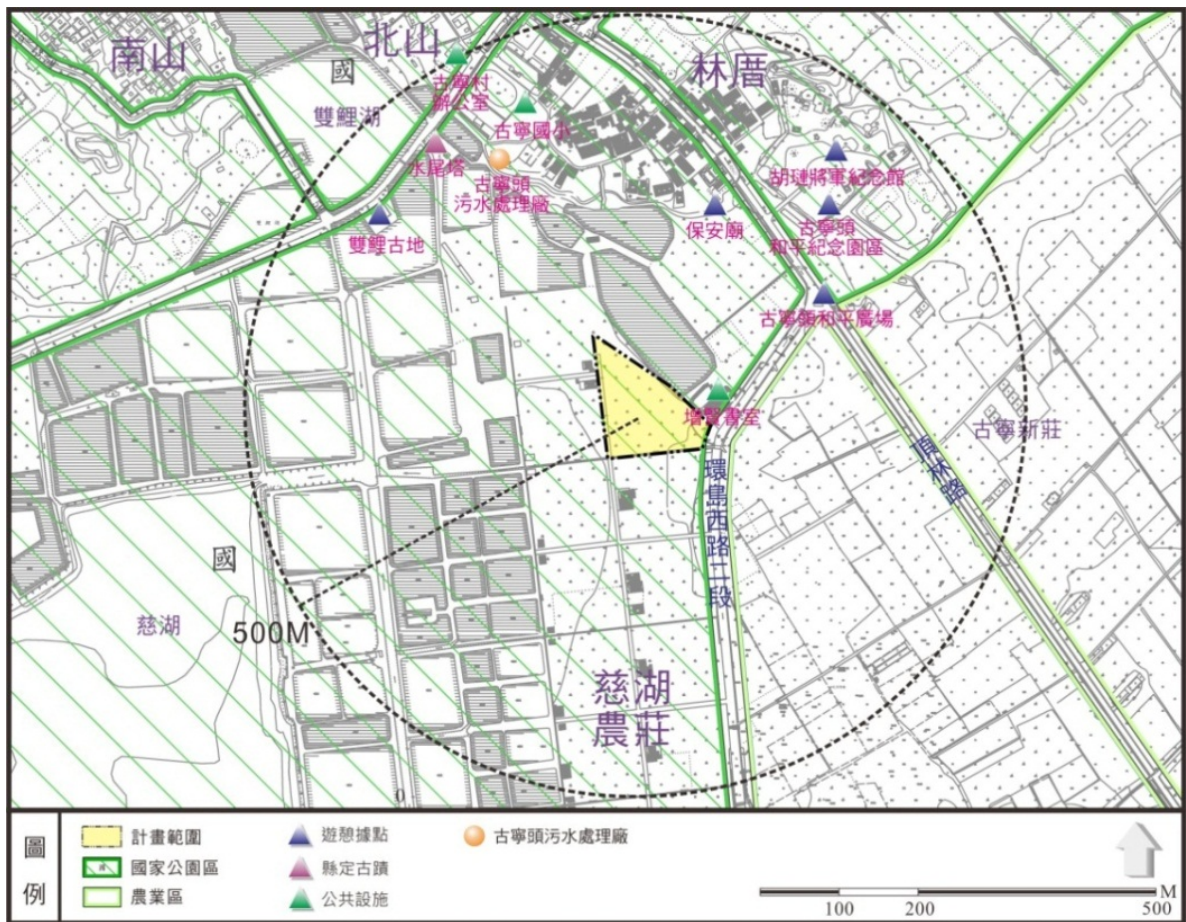 南山
北山
林厝
國
雙鯉湖
古寧村
辦公室
古寧國小
水尾塔
古寧頭
污水處理廠
雙鯉古地
保安廟
胡璉將軍紀念館
古寧頭
和平紀念園區
古寧頭和平廣場
增賢書室
古寧新莊
頂林路
環島西路二段
國
慈湖
500M
慈湖
農莊
0
圖例
計畫範圍
國家公園區
農業區
遊憩據點
縣定古蹟
公共設施
古寧頭污水處理廠
M
100
200
500